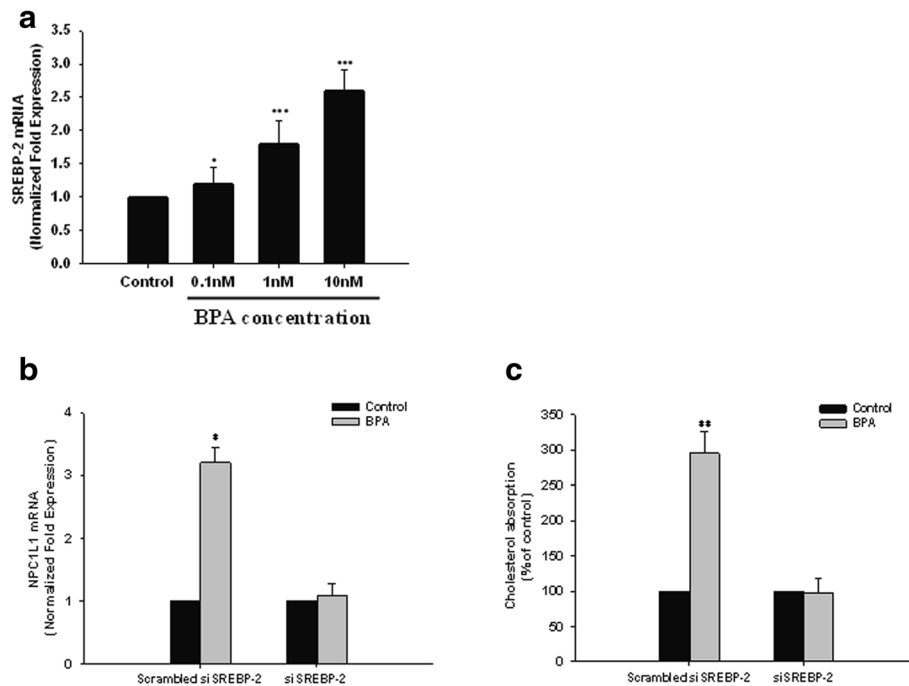 a
SREBP-2 mRNA
(Normalized Fold Expression)
3.5
3.0
2.5
2.0
1.5
1.0
0.5
0.0
*
***
***
Control
0.1nM
1nM
10nM
BPA concentration
b
NPC1L1 mRNA
(Normalized Fold Expression)
4
3
2
1
0
Control
BPA
*
Scrambled si SREBP-2
si SREBP-2
c
Cholesterol absorption
(% of control)
350
300
250
200
150
100
50
0
Control
BPA
**
Scrambled si SREBP-2
si SREBP-2